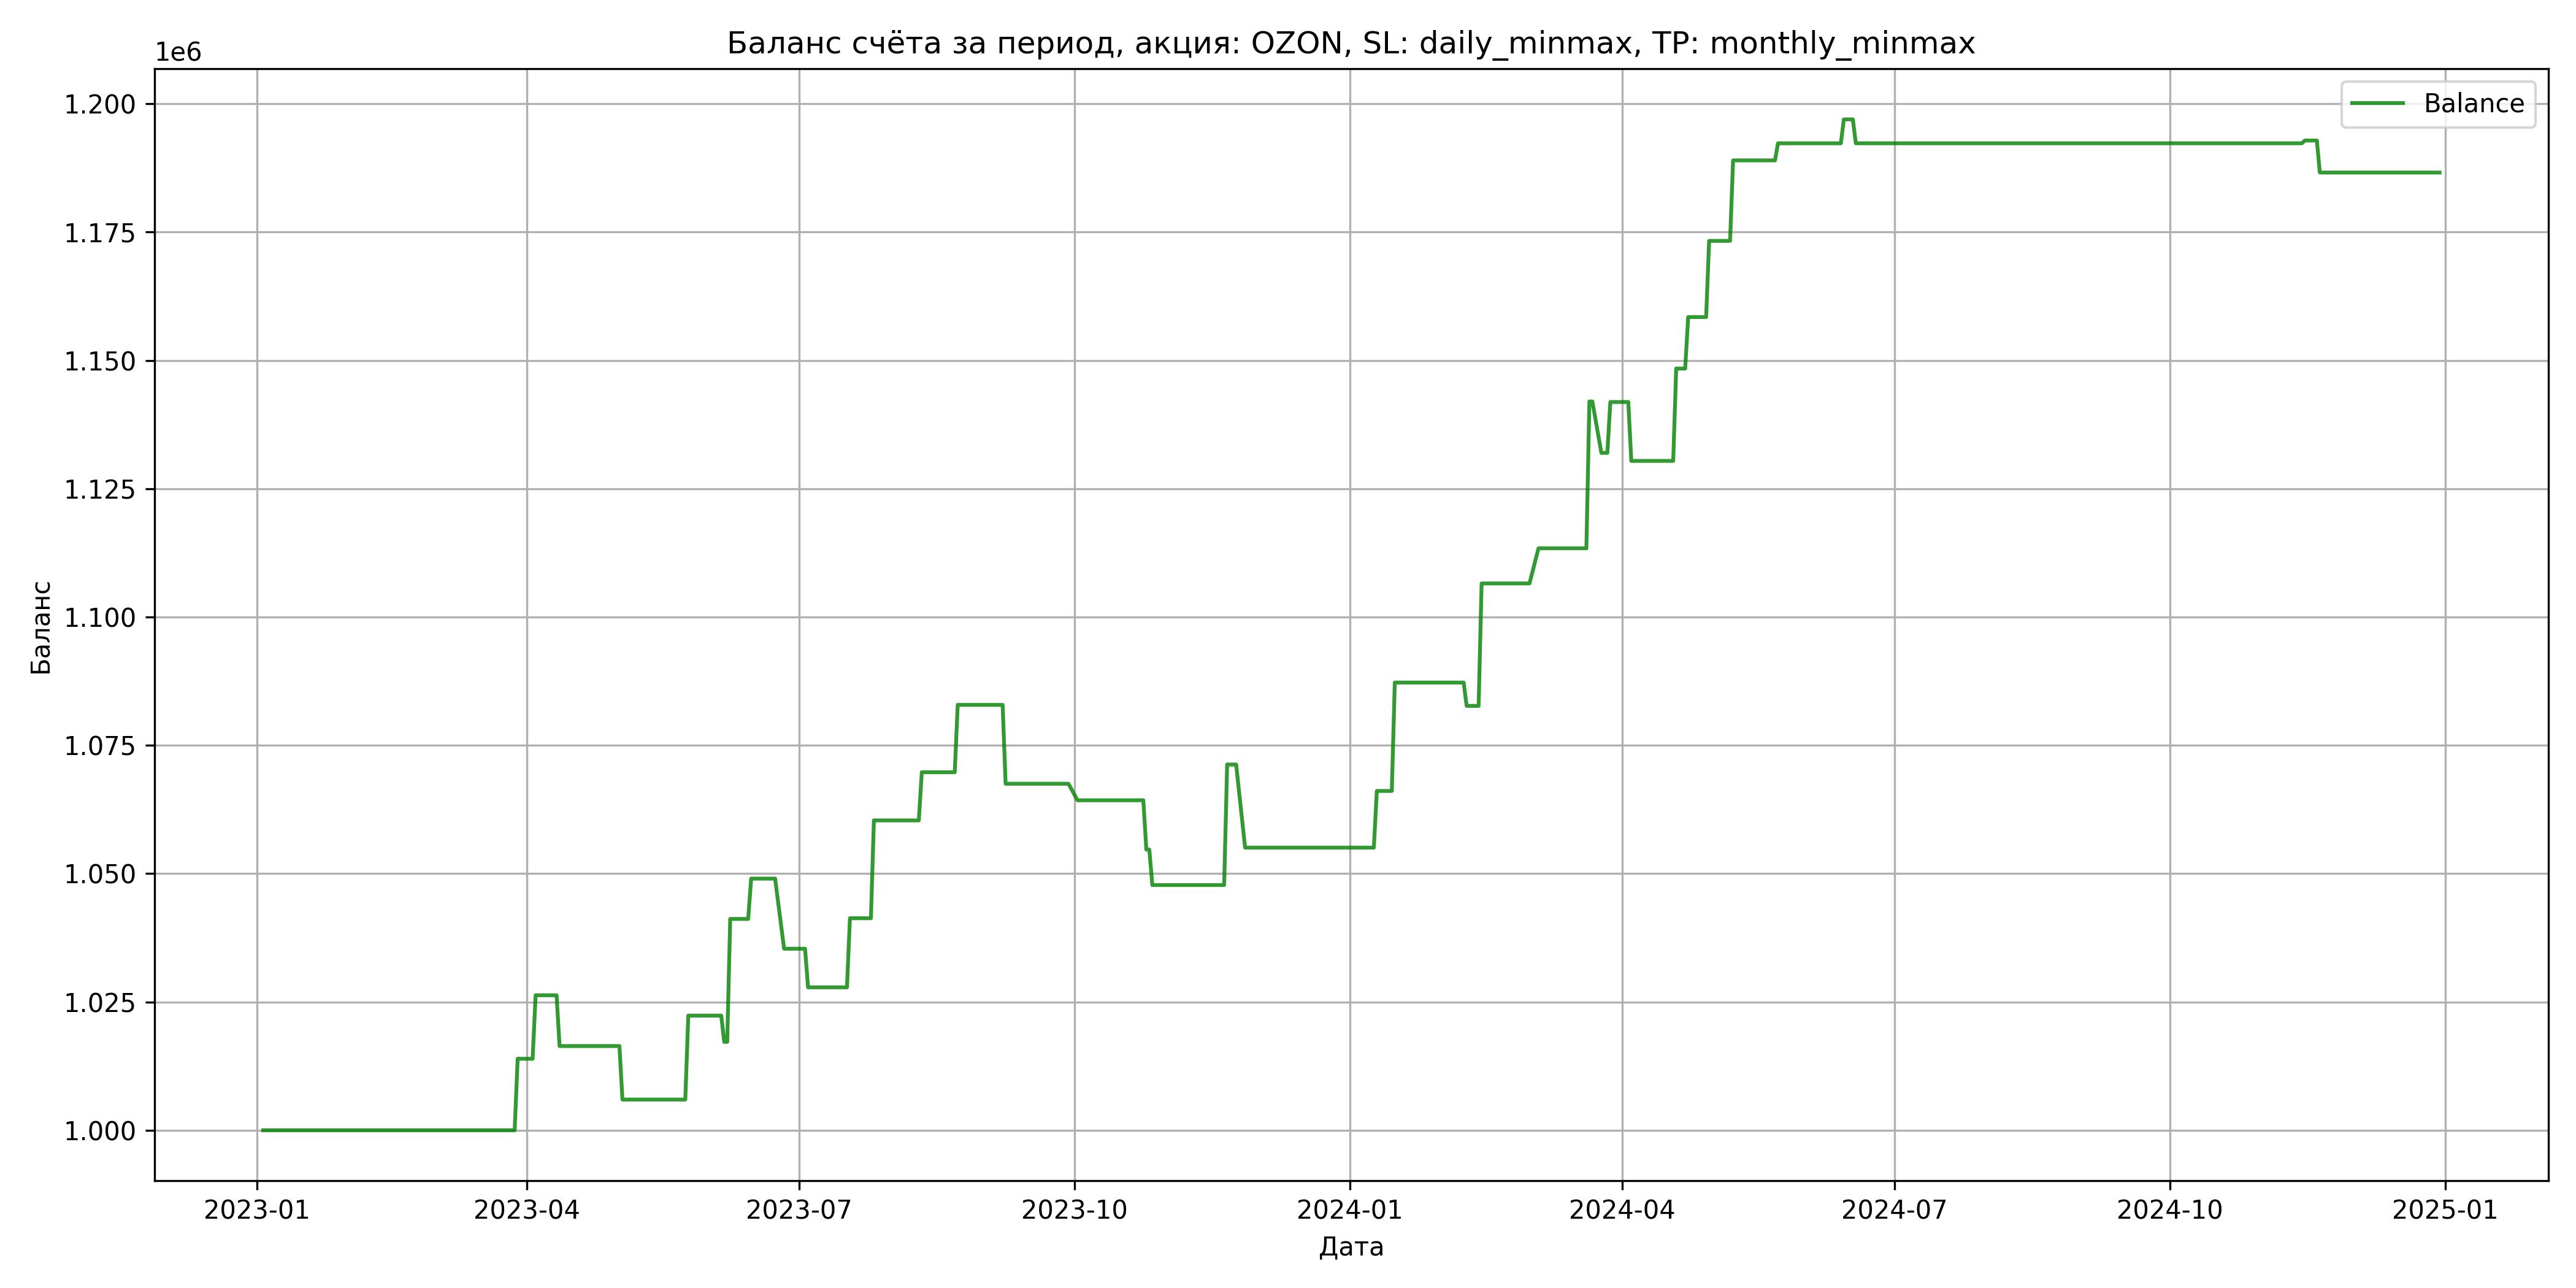 Баланс счёта за период, акция: OZON, SL: daily_minmax, TP: monthly_minmax
1e6
Balance
1.200
1.175
1.150
1.125
1.100
1.075
1.050
1.025
1.000
Баланс
2023-01 2023-04 2023-07 2023-10 2024-01 2024-04 2024-07 2024-10 2025-01
Дата